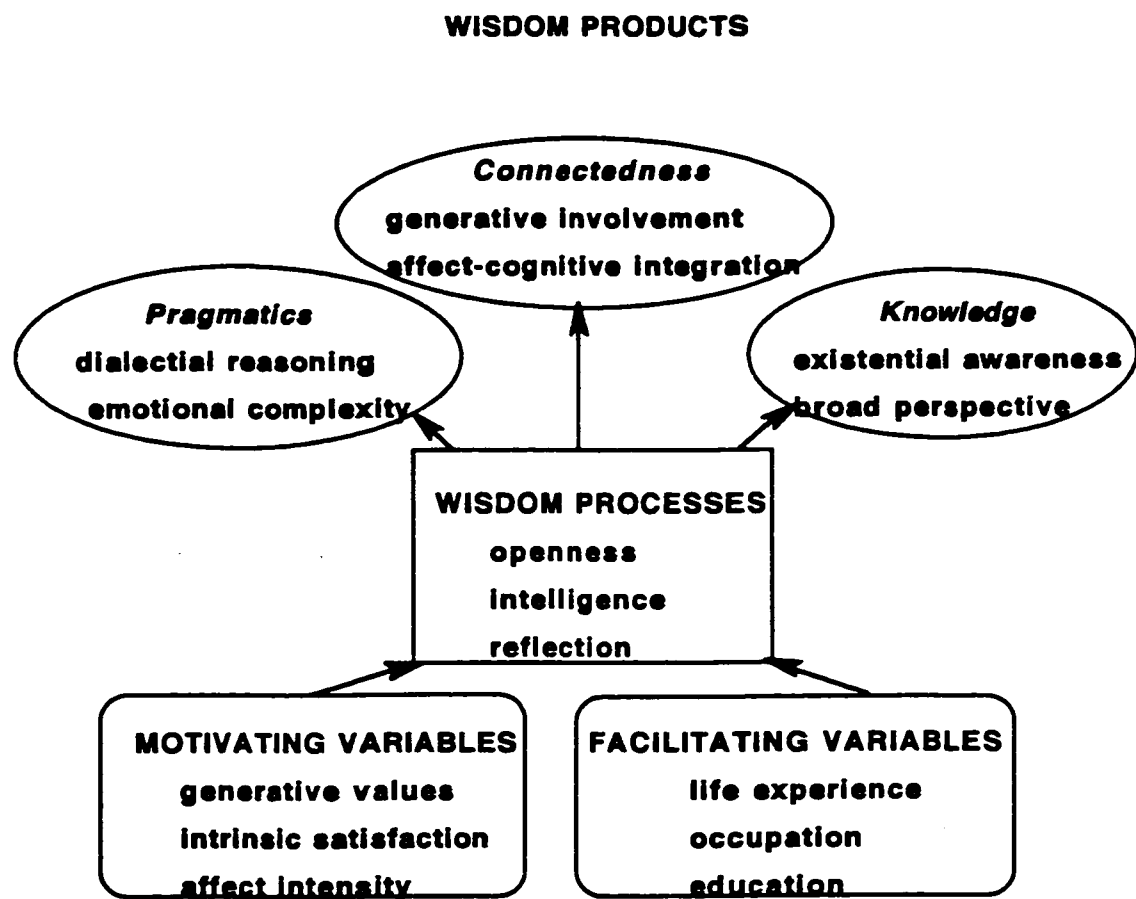 WISDOM PRODUCTS
Connectedness
generative involvement
affect-cognitive integration
Pragmatics
dialectial reasoning
emotional complexity
Knowledge
existential awareness
broad perspective
WISDOM PROCESSES
openness
intelligence
reflection
MOTIVATING VARIABLES
generative values
intrinsic satisfaction
affect intensity
FACILITATING VARIABLES
life experience
occupation
education